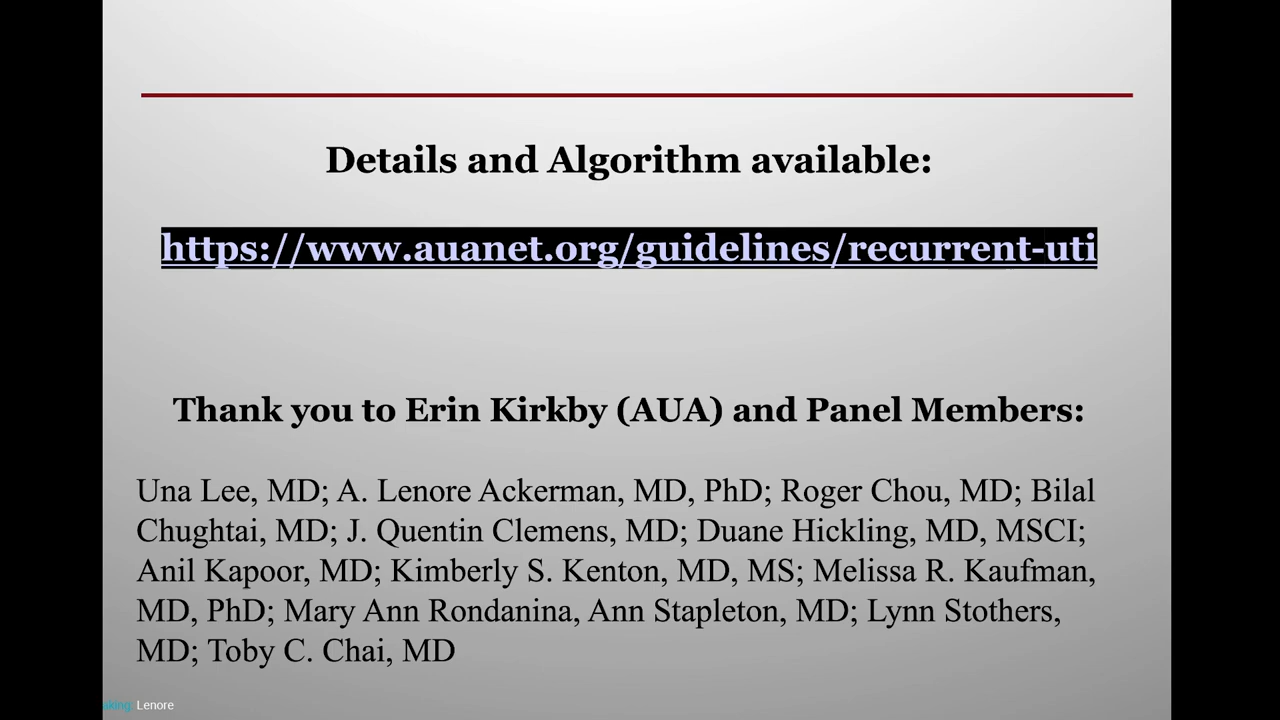 Details and Algorithm available:
https://www.auanet.org/guidelines/recurrent-uti
Thank you to Erin Kirkby (AUA) and Panel Members:
Una Lee, MD; A. Lenore Ackerman, MD, PhD; Roger Chou, MD; Bilal
Chughtai, MD; J. Quentin Clemens, MD; Duane Hickling, MD, MSCI;
Anil Kapoor, MD; Kimberly S. Kenton, MD, MS; Melissa R. Kaufman,
MD, PhD; Mary Ann Rondanina, Ann Stapleton, MD; Lynn Stothers,
MD; Toby C. Chai, MD
aking: Lenore